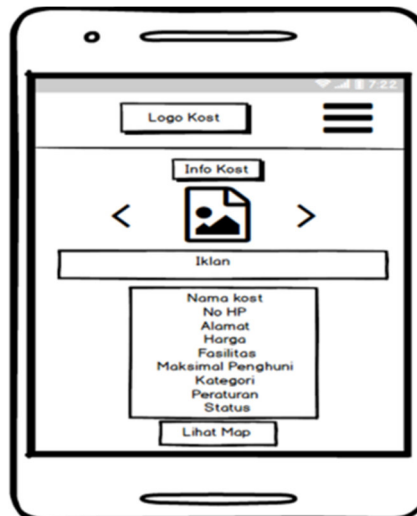 7:22
Logo Kost
Info Kost
< >
Iklan
Nama kost
No HP
Alamat
Harga
Fasilitas
Maksimal Penghuni
Kategori
Peraturan
Status
Lihat Map